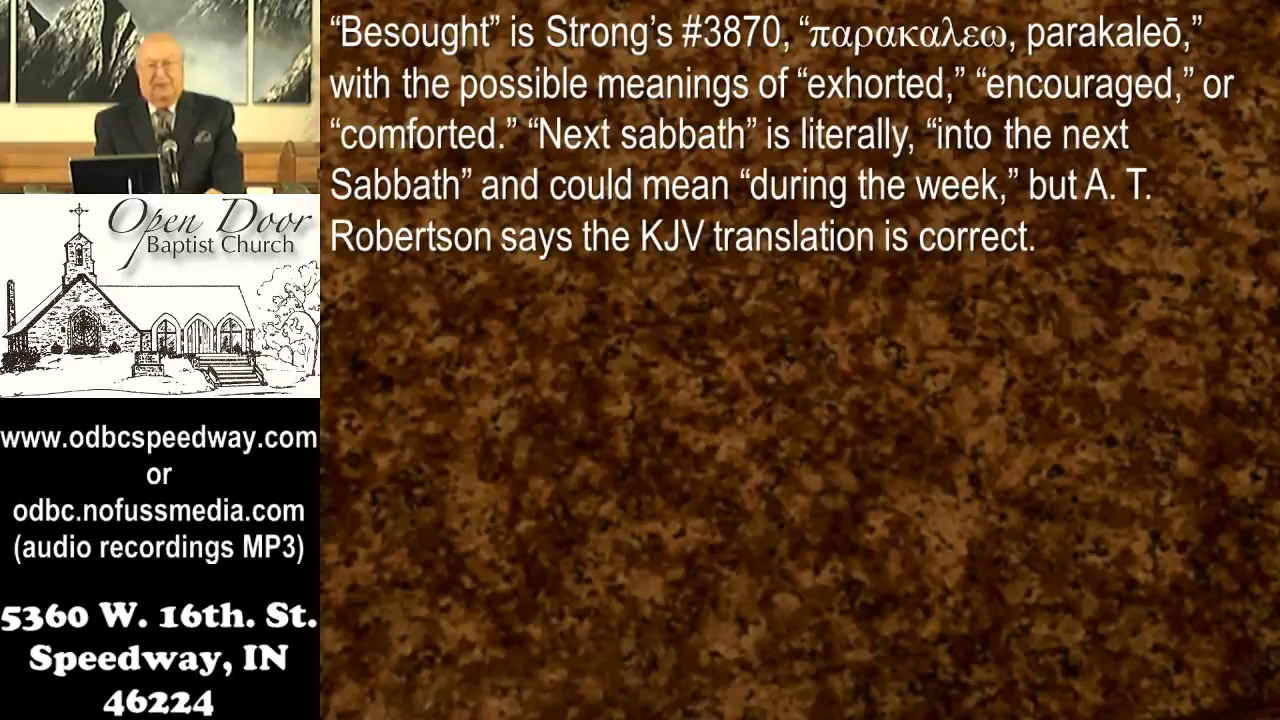 “Besought” is Strong’s #3870, “παρακαλεω, parakaleō,”
with the possible meanings of “exhorted,” “encouraged,” or
“comforted.” “Next sabbath” is literally, “into the next
Sabbath” and could mean “during the week,” but A. T.
Robertson says the KJV translation is correct.
Open Door
Baptist Church
www.odbcspeedway.com
or
odbc.nofussmedia.com
(audio recordings MP3)
5360 W. 16th. St.
Speedway, IN
46224